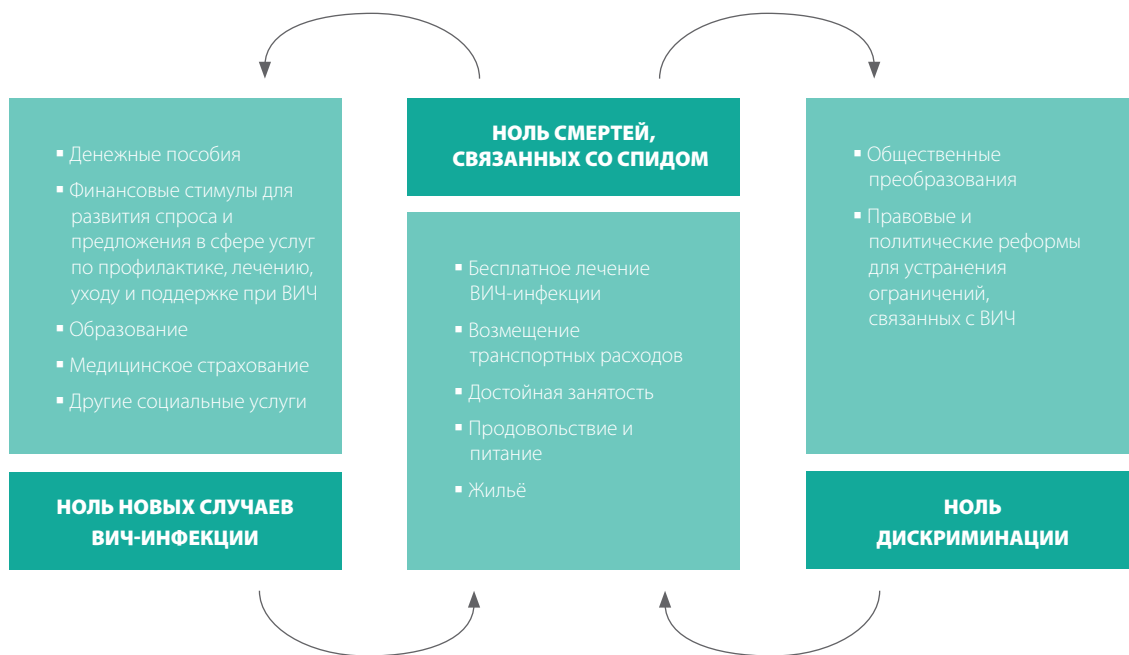 ▪ Денежные пособия
▪ Финансовые стимулы для
развития спроса и
предложения в сфере услуг
по профилактике, лечению,
уходу и поддержке при ВИЧ
▪ Образование
▪ Медицинское страхование
▪ Другие социальные услуги
НОЛЬ НОВЫХ СЛУЧАЕВ
ВИЧ-ИНФЕКЦИИ
НОЛЬ СМЕРТЕЙ,
СВЯЗАННЫХ СО СПИДОМ
▪ Бесплатное лечение
ВИЧ-инфекции
▪ Возмещение
транспортных расходов
▪ Достойная занятость
▪ Продовольствие и
питание
▪ Жильё
▪ Общественные
преобразования
▪ Правовые и
политические реформы
для устранения
ограничений,
связанных с ВИЧ
НОЛЬ
ДИСКРИМИНАЦИИ